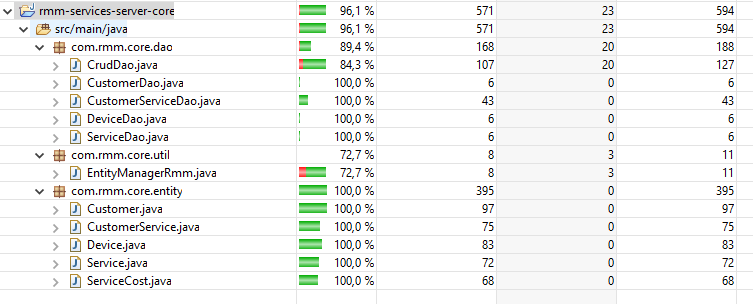 rmm-services-server-core 96,1 % 571 23 594
src/main/java 96,1 % 571 23 594
com.rmm.core.dao 89,4 % 168 20 188
CrudDao.java 84,3 % 107 20 127
CustomerDao.java 100,0 % 6 0 6
CustomerServiceDao.java 100,0 % 43 0 43
DeviceDao.java 100,0 % 6 0 6
ServiceDao.java 100,0 % 6 0 6
com.rmm.core.util 72,7 % 8 3 11
EntityManagerRmm.java 72,7 % 8 3 11
com.rmm.core.entity 100,0 % 395 0 395
Customer.java 100,0 % 97 0 97
CustomerService.java 100,0 % 75 0 75
Device.java 100,0 % 83 0 83
Service.java 100,0 % 72 0 72
ServiceCost.java 100,0 % 68 0 68